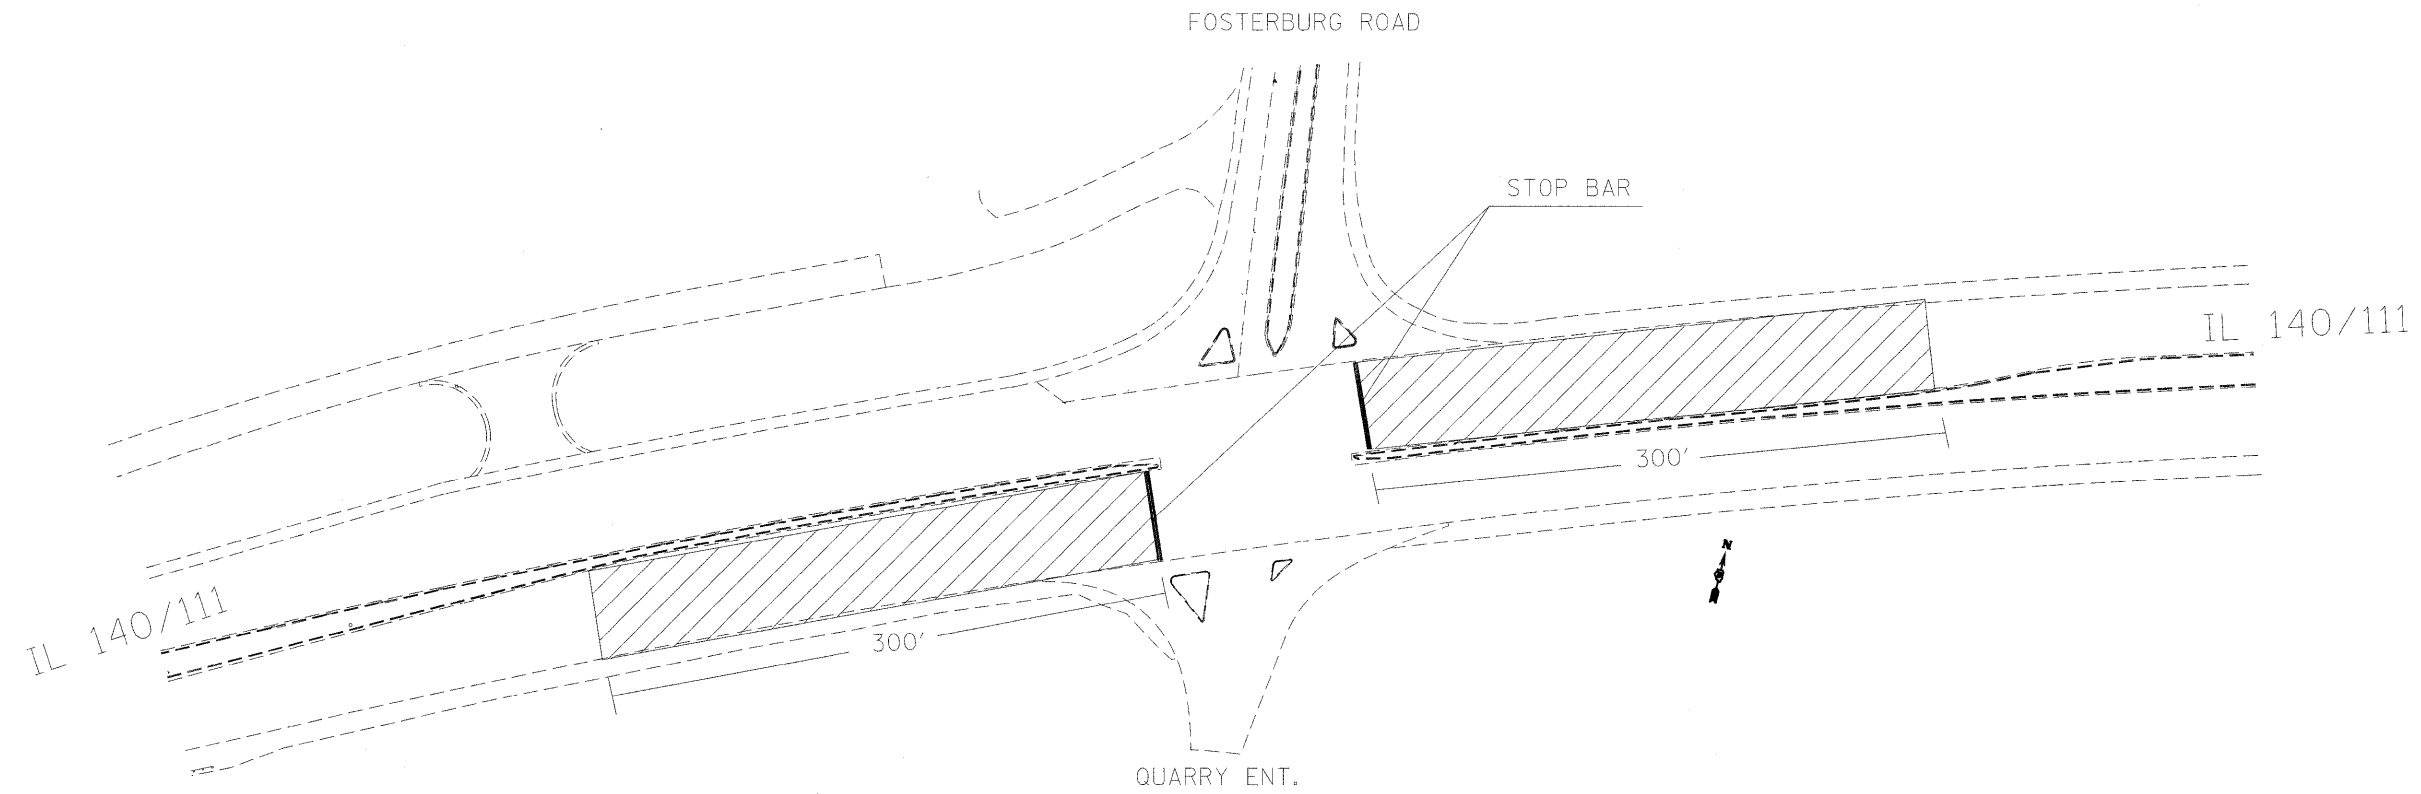 FOSTERBURG ROAD
STOP BAR
IL 140/111
300'
N
IL 140/111
300'
QUARRY ENT.